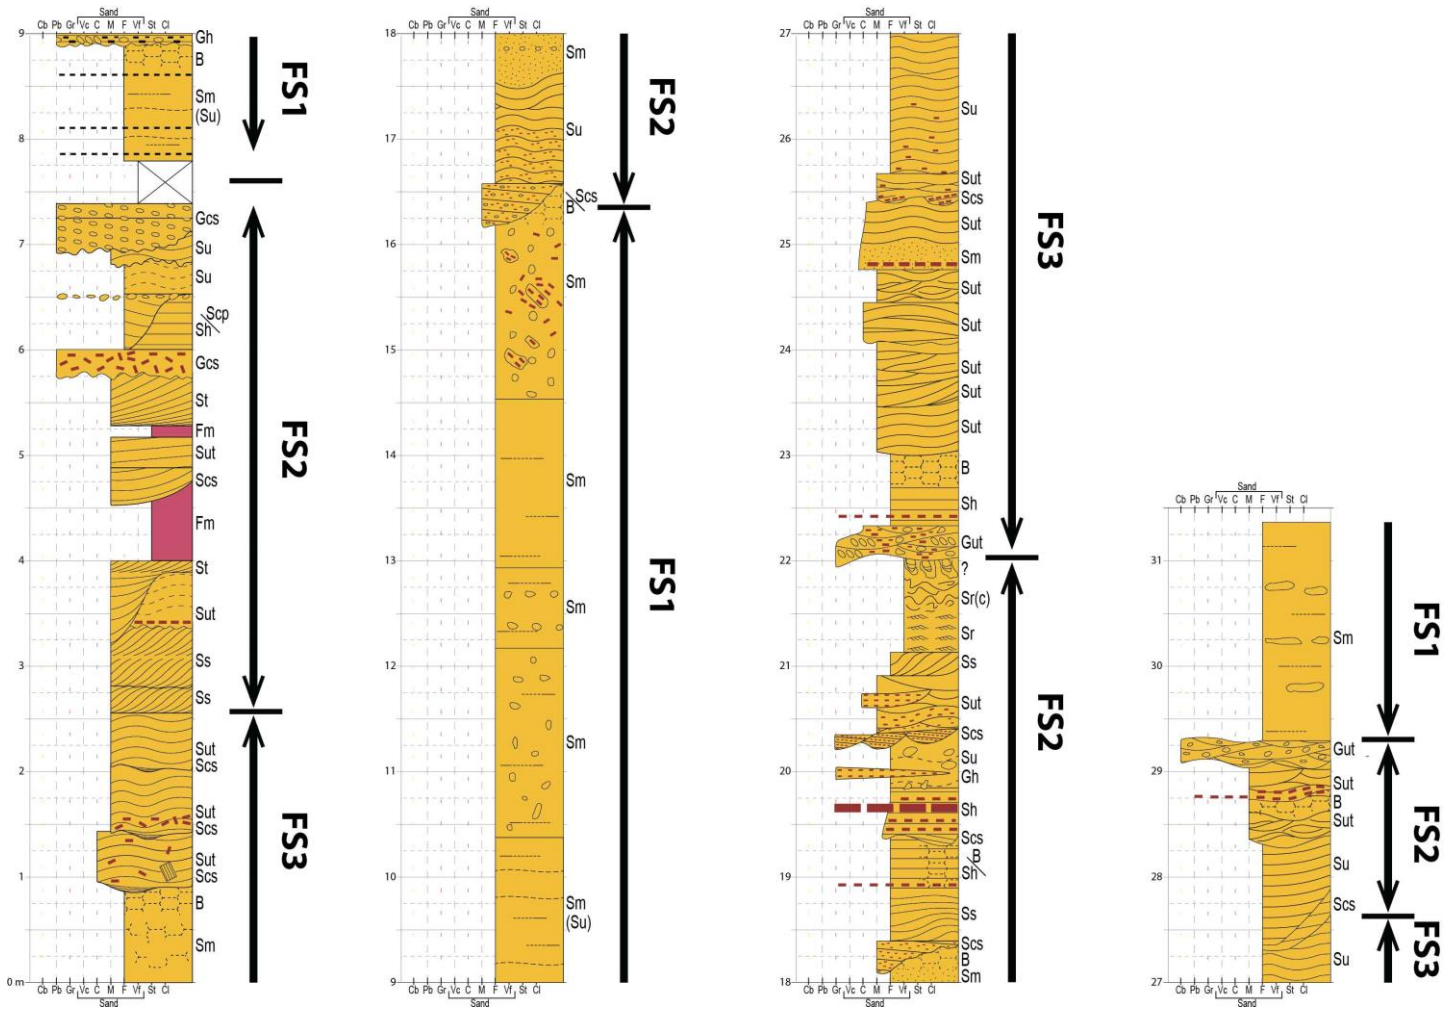 Sand
Cb Pb Gr Vc C M F Vf St Cl
9
Gh
B
Sm
(Su)
8
Gcs
7
Su
Su
Scp
Sh
6
Gcs
St
Fm
5
Sut
Scs
Fm
4
St
Sut
3
Ss
Ss
Sut
2
Scs
Sut
Scs
Sut
1
Scs
B
Sm
0 m
Cb Pb Gr Vc C M F Vf St Cl
Sand
FS1
FS2
FS3
Sand
Cb Pb Gr Vc C M F Vf St Cl
18
Sm
17
Su
Scs
B
16
Sm
15
14
Sm
13
Sm
12
Sm
11
10
Sm
(Su)
9
Cb Pb Gr Vc C M F Vf St Cl
Sand
FS2
FS1
Sand
Cb Pb Gr Vc C M F Vf St Cl
27
Su
26
Sut
Scs
Sut
25
Sm
Sut
Sut
24
Sut
Sut
Sut
23
B
Sh
Gut
22
?
Sr(c)
Sr
21
Ss
Sut
Scs
Su
20
Gh
Sh
Scs
B
19
Sh
Ss
Scs
B
18
Sm
Cb Pb Gr Vc C M F Vf St Cl
Sand
FS3
FS2
Sand
Cb Pb Gr Vc C M F Vf St Cl
31
Sm
30
Gut
29
Sut
B
Sut
28
Su
Scs
Su
27
Cb Pb Gr Vc C M F Vf St Cl
Sand
FS1
FS2
FS3